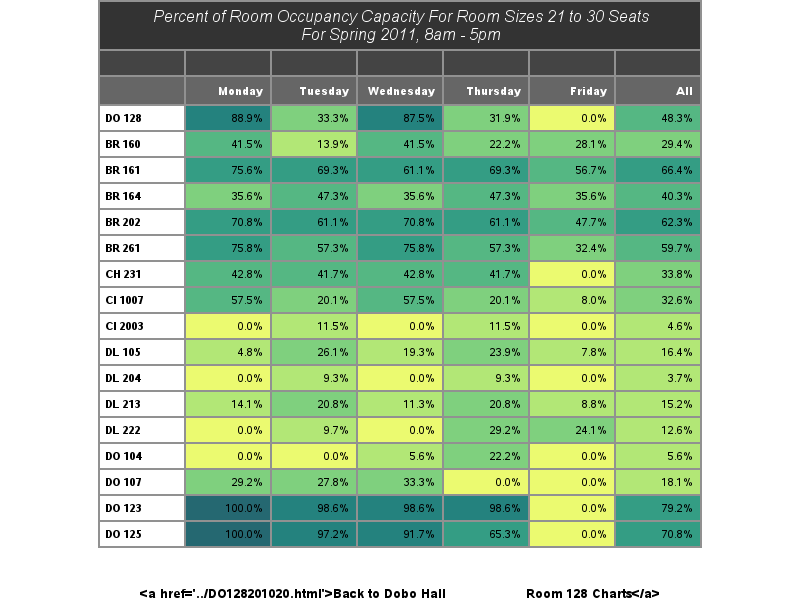 Percent of Room Occupancy Capacity For Room Sizes 21 to 30 Seats
For Spring 2011, 8am - 5pm
Monday Tuesday Wednesday Thursday Friday All
DO 128 88.9% 33.3% 87.5% 31.9% 0.0% 48.3%
BR 160 41.5% 13.9% 41.5% 22.2% 28.1% 29.4%
BR 161 75.6% 69.3% 61.1% 69.3% 56.7% 66.4%
BR 164 35.6% 47.3% 35.6% 47.3% 35.6% 40.3%
BR 202 70.8% 61.1% 70.8% 61.1% 47.7% 62.3%
BR 261 75.8% 57.3% 75.8% 57.3% 32.4% 59.7%
CH 231 42.8% 41.7% 42.8% 41.7% 0.0% 33.8%
CI 1007 57.5% 20.1% 57.5% 20.1% 8.0% 32.6%
CI 2003 0.0% 11.5% 0.0% 11.5% 0.0% 4.6%
DL 105 4.8% 26.1% 19.3% 23.9% 7.8% 16.4%
DL 204 0.0% 9.3% 0.0% 9.3% 0.0% 3.7%
DL 213 14.1% 20.8% 11.3% 20.8% 8.8% 15.2%
DL 222 0.0% 9.7% 0.0% 29.2% 24.1% 12.6%
DO 104 0.0% 0.0% 5.6% 22.2% 0.0% 5.6%
DO 107 29.2% 27.8% 33.3% 0.0% 0.0% 18.1%
DO 123 100.0% 98.6% 98.6% 98.6% 0.0% 79.2%
DO 125 100.0% 97.2% 91.7% 65.3% 0.0% 70.8%
<a href='../DO128201020.html'>Back to Dobo Hall Room 128 Charts</a>